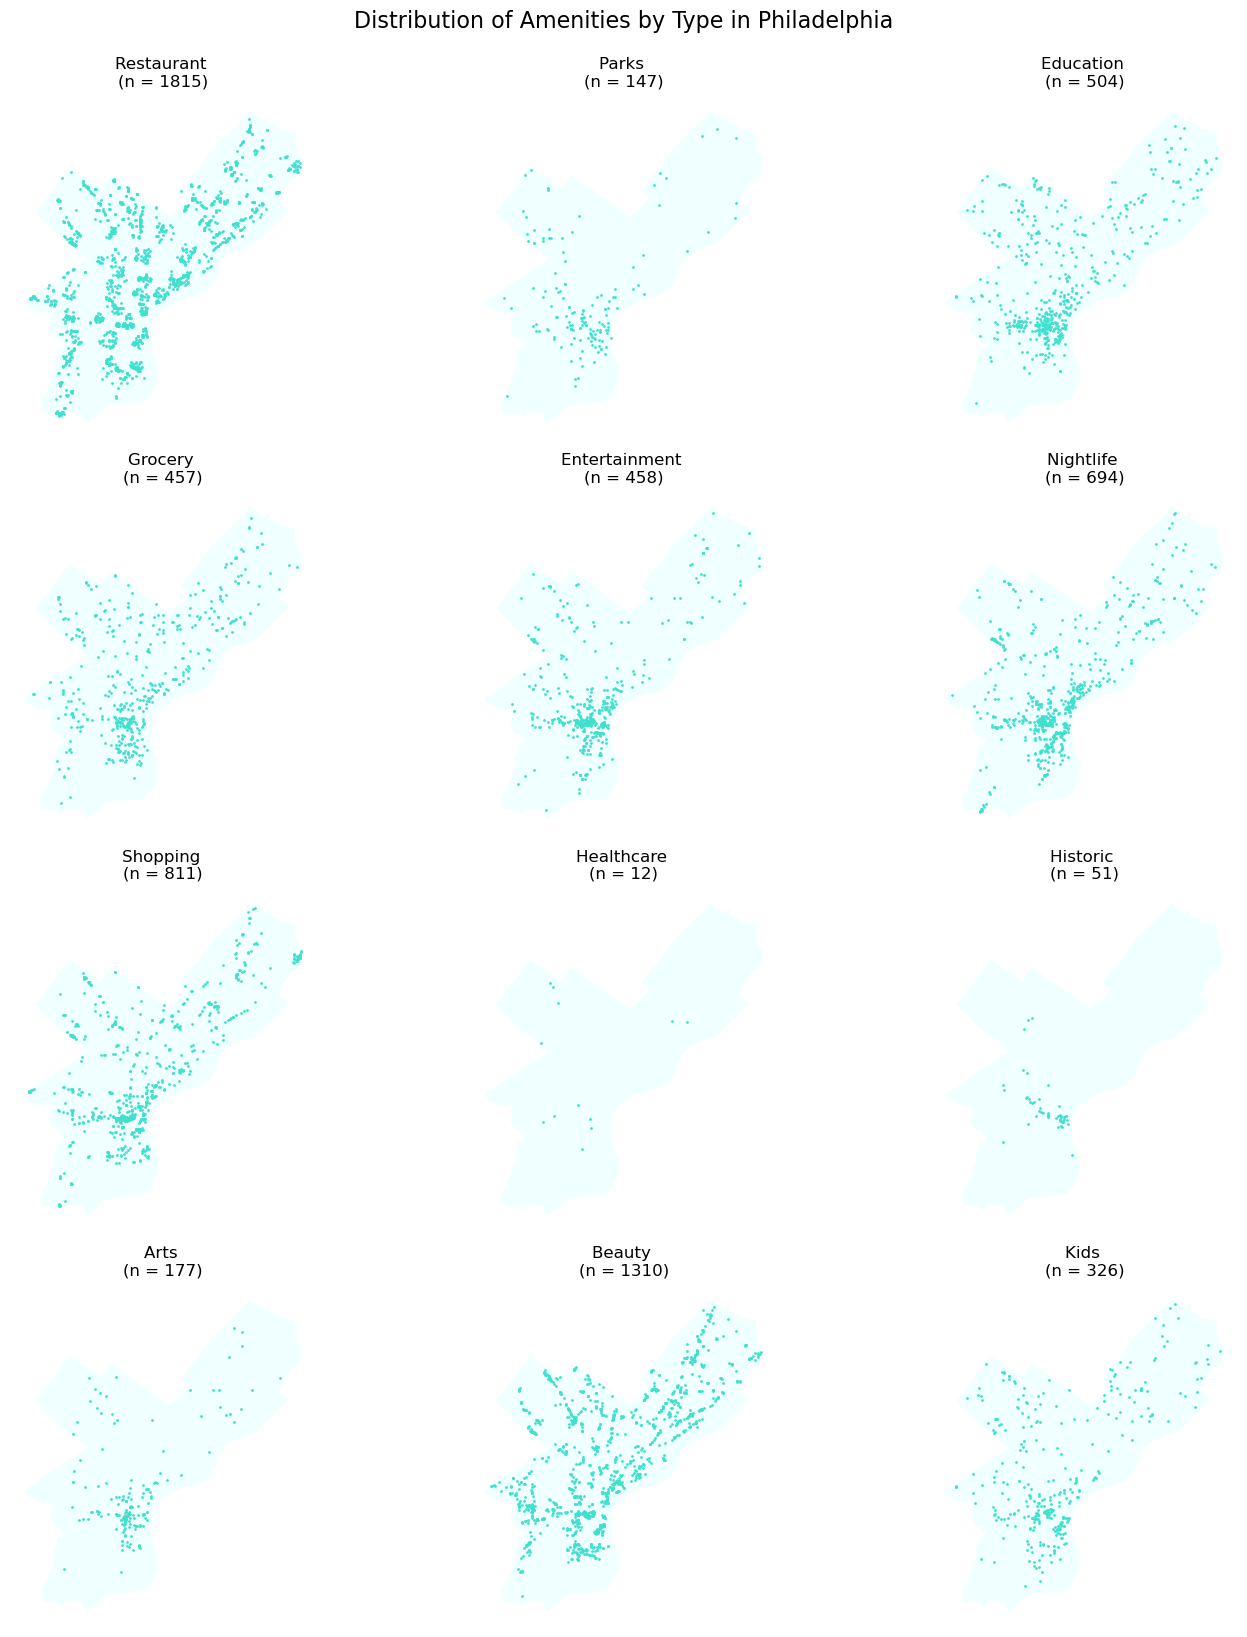 Distribution of Amenities by Type in Philadelphia
Restaurant
(n = 1815)
Parks
(n = 147)
Education
(n = 504)
Grocery
(n = 457)
Entertainment
(n = 458)
Nightlife
(n = 694)
Shopping
(n = 811)
Healthcare
(n = 12)
Historic
(n = 51)
Arts
(n = 177)
Beauty
(n = 1310)
Kids
(n = 326)